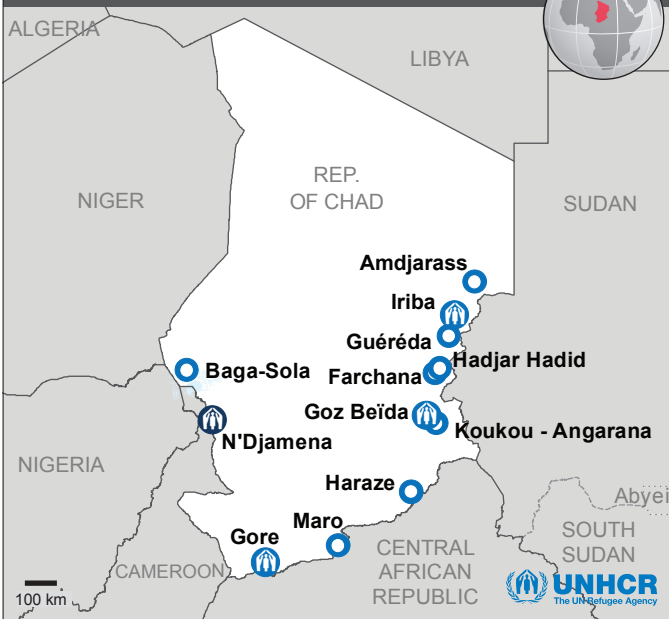 ALGERIA
LIBYA
REP.
OF CHAD
NIGER
SUDAN
Amdjarass
Iriba
Guéréda
Hadjar Hadid
Baga-Sola
Farchana
Goz Beïda
Koukou - Angarana
N'Djamena
NIGERIA
Haraze
Abyei
Maro
Gore
SOUTH
SUDAN
CENTRAL
AFRICAN
REPUBLIC
CAMEROON
100 km
UNHCR
The UN Refugee Agency